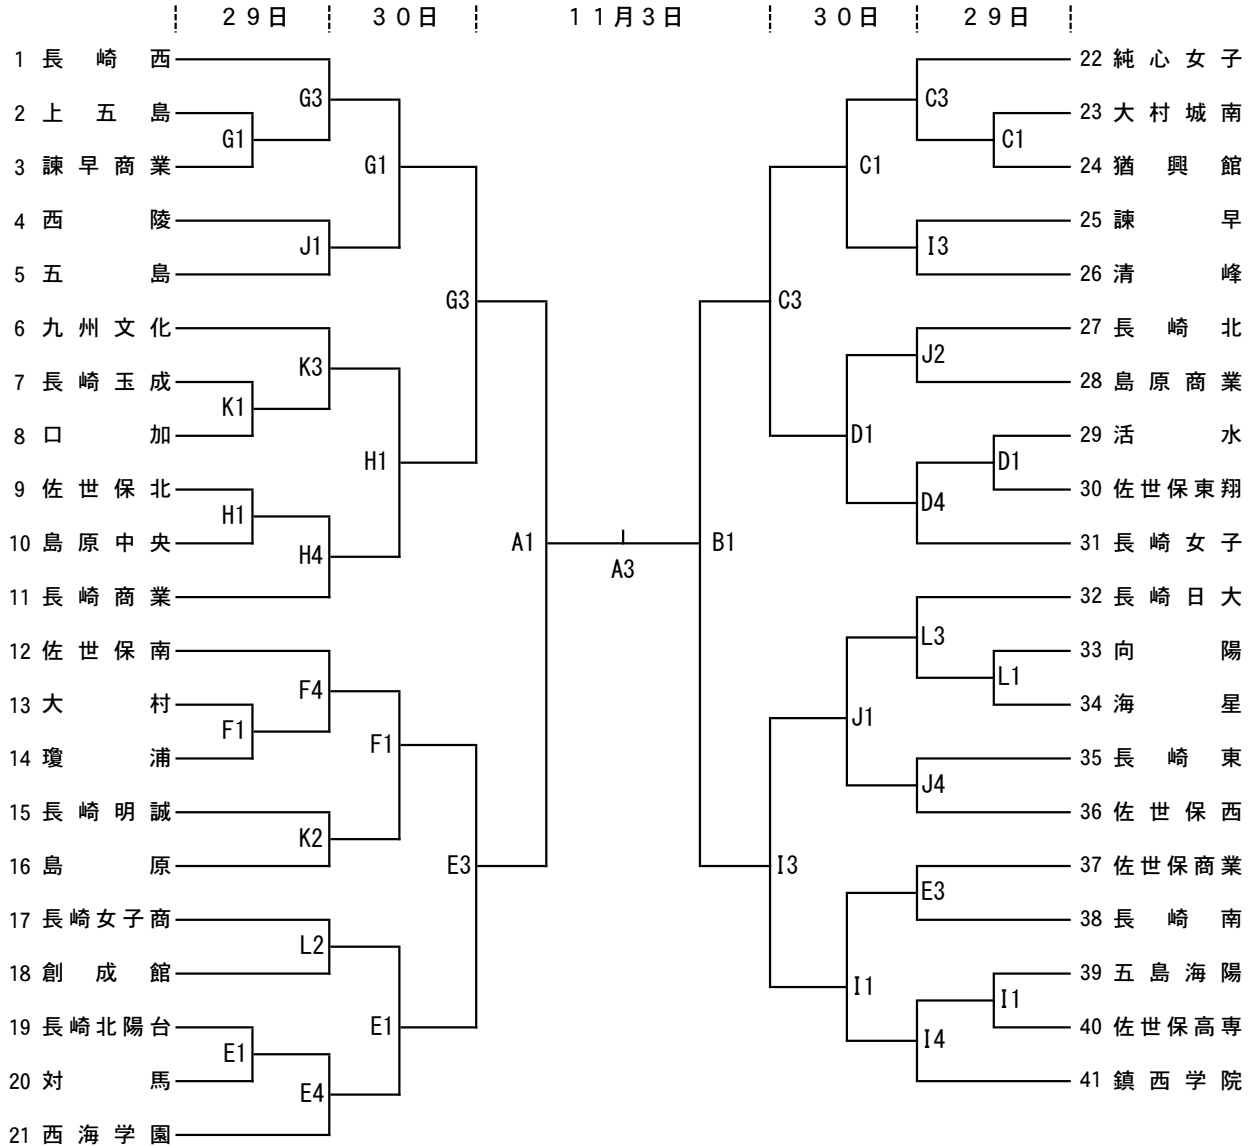 ２９日 ３０日 １１月３日 ３０日 ２９日
1 長崎西
2 上五島
3 諫早商業
4 西陵
5 五島
6 九州文化
7 長崎玉成
8 口加
9 佐世保北
10 島原中央
11 長崎商業
12 佐世保南
13 大村
14 瓊浦
15 長崎明誠
16 島原
17 長崎女子商
18 創成館
19 長崎北陽台
20 対馬
21 西海学園
G3
G1
G1
J1
G3
K3
K1
H1
H1
H4
A1
F4
F1
F1
K2
E3
L2
E1
E1
E4
A3
B1
C3
C1
C1
I3
C3
J2
D1
D1
D4
L3
L1
J1
J4
I3
E3
I1
I1
I4
22 純心女子
23 大村城南
24 猶興館
25 諫早
26 清峰
27 長崎北
28 島原商業
29 活水
30 佐世保東翔
31 長崎女子
32 長崎日大
33 向陽
34 海星
35 長崎東
36 佐世保西
37 佐世保商業
38 長崎南
39 五島海陽
40 佐世保高専
41 鎮西学院